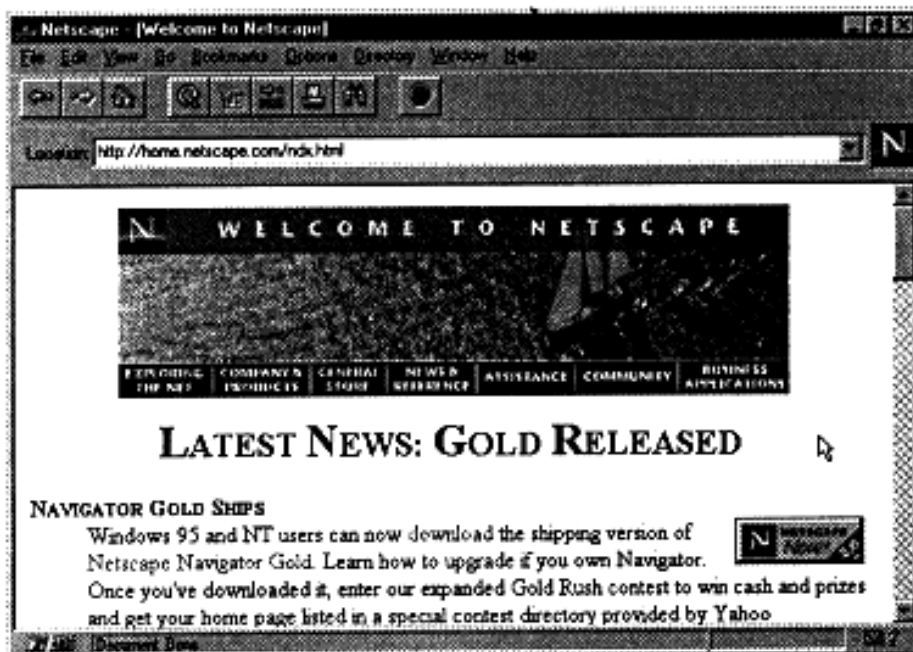 Netscape - [Welcome to Netscape]
File Edit View Go Bookmarks Options Directory Window Help
Location: http://home.netscape.com/ndx.html
N
N WELCOME TO NETSCAPE
EXPLORING THE NET
COMPANY & PRODUCTS
GENERAL STORE
NEWS & REFERENCE
ASSISTANCE
COMMUNITY
BUSINESS APPLICATIONS
LATEST NEWS: GOLD RELEASED
NAVIGATOR GOLD SHIPS
Windows 95 and NT users can now download the shipping version of
Netscape Navigator Gold. Learn how to upgrade if you own Navigator.
Once you've downloaded it, enter our expanded Gold Rush contest to win cash and prizes
and get your home page listed in a special contest directory provided by Yahoo
N NETSCAPE
NOW!
Document: Done